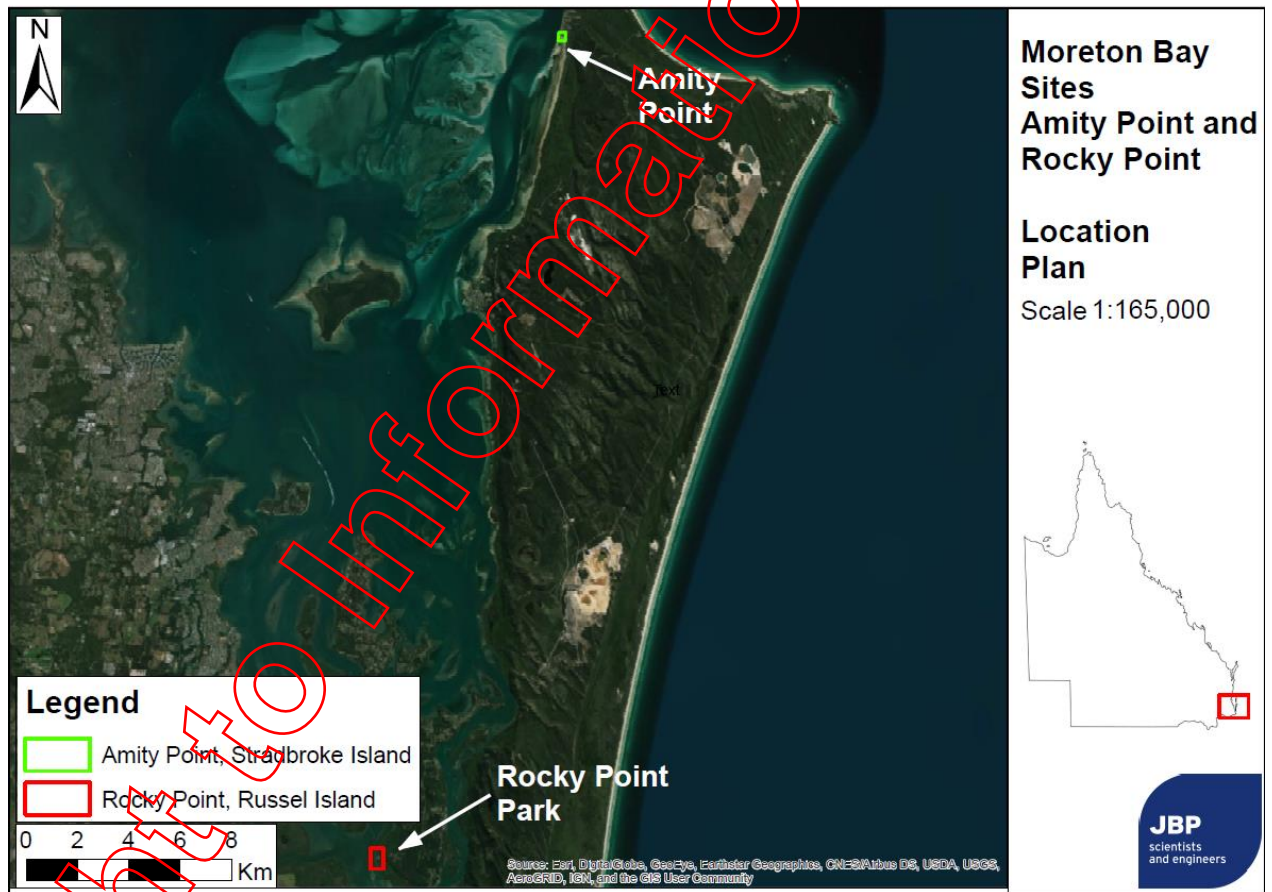 N
Amity
Point
Text
Moreton Bay
Sites
Amity Point and
Rocky Point
Location
Plan
Scale 1:165,000
Legend
Amity Point, Stradbroke Island
Rocky Point, Russel Island
0 2 4 6 8
Km
Rocky Point
Park
Source: Esri, DigitalGlobe, GeoEye, Earthstar Geographics, CNES/Airbus DS, USDA, USGS,
AeroGRID, IGN, and the GIS User Community
JBP
scientists
and engineers
ht to Informatio